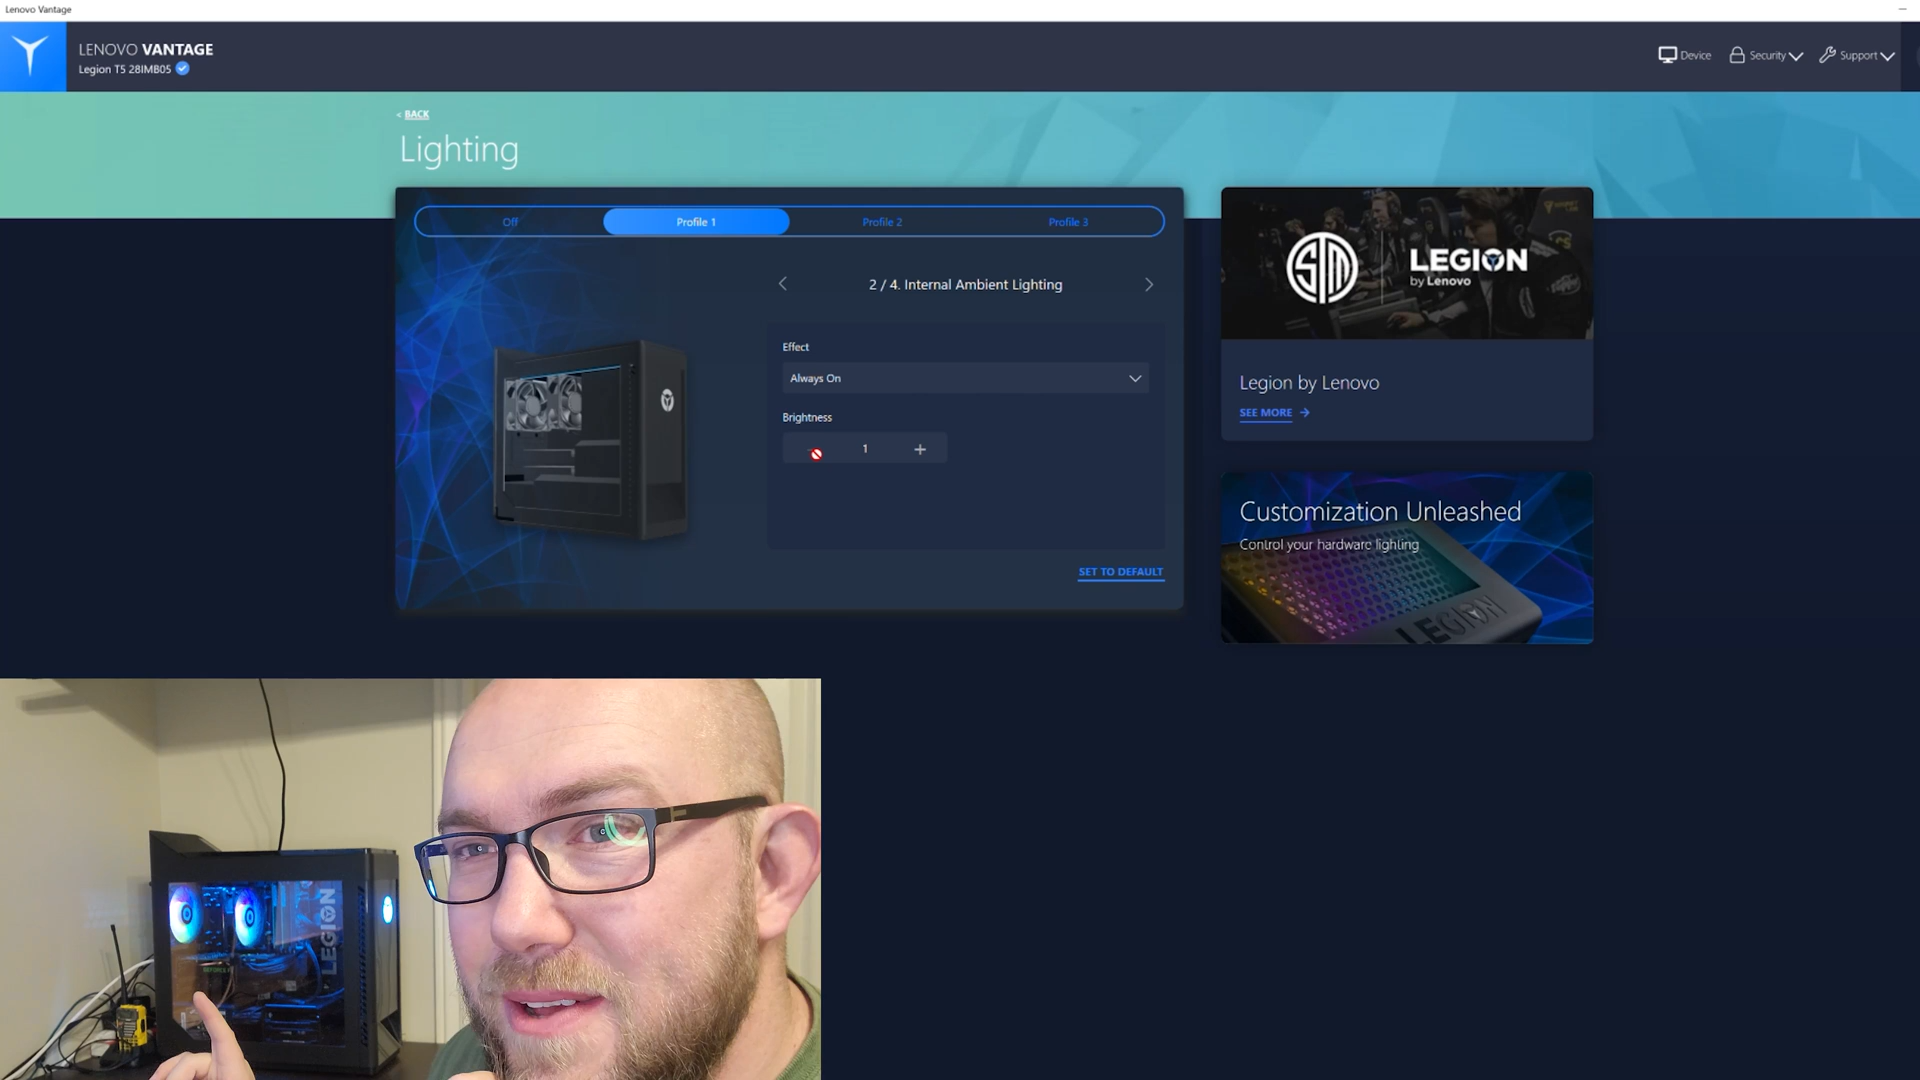 Lenovo Vantage
LENOVO VANTAGE
Legion T5 28IMB05
Device
Security
Support
< BACK
Lighting
Off
Profile 1
Profile 2
Profile 3
2 / 4. Internal Ambient Lighting
Effect
Always On
Brightness
1
+
SET TO DEFAULT
TSM
LEGION
by Lenovo
Legion by Lenovo
SEE MORE →
Customization Unleashed
Control your hardware lighting
LEGION
LEGION